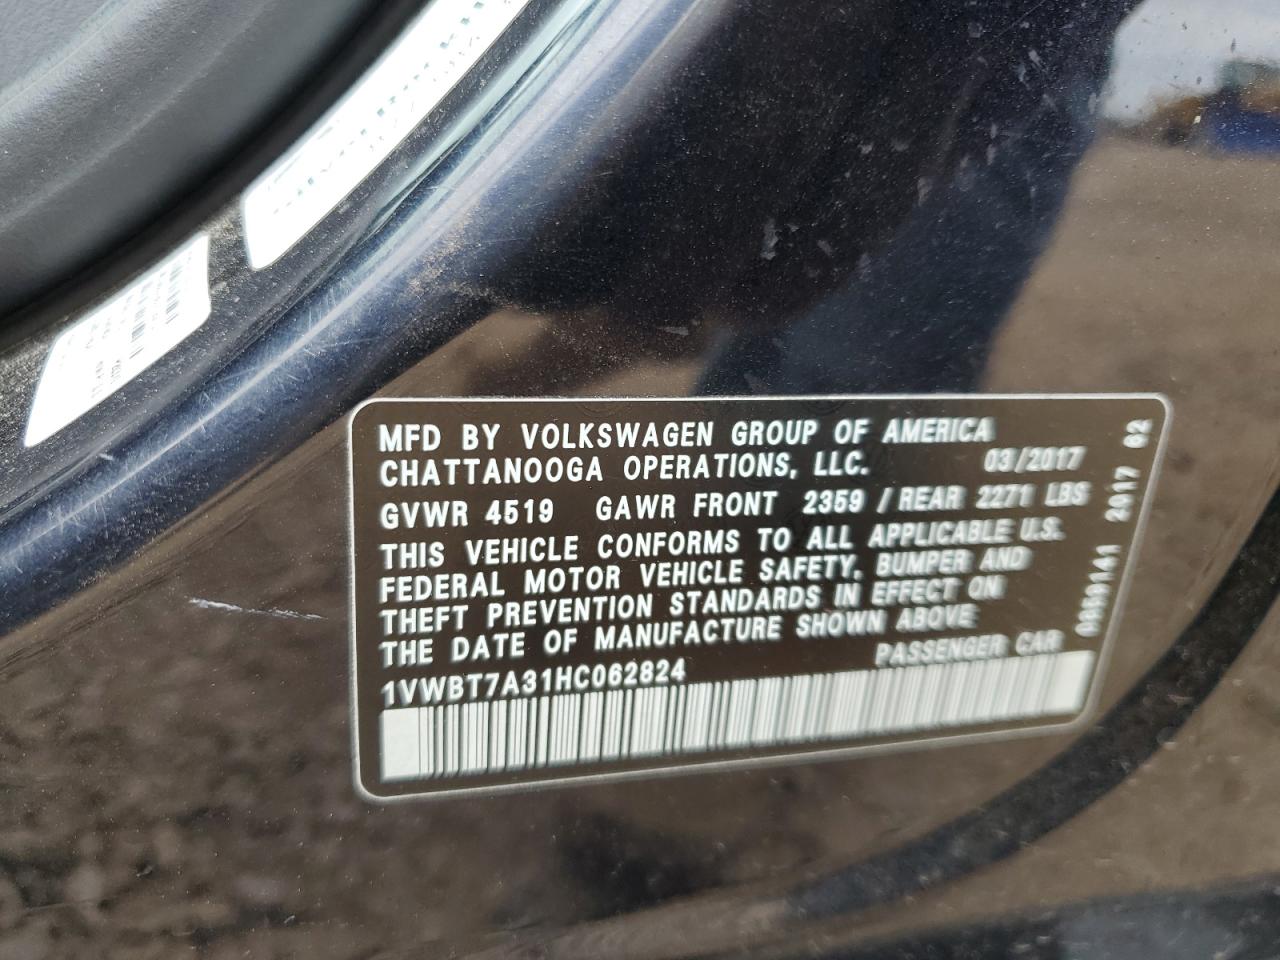 MFD BY VOLKSWAGEN GROUP OF AMERICA
CHATTANOOGA OPERATIONS, LLC. 03/2017
GVWR 4519 GAWR FRONT 2359 / REAR 2271 LBS
THIS VEHICLE CONFORMS TO ALL APPLICABLE U.S.
FEDERAL MOTOR VEHICLE SAFETY, BUMPER AND
THEFT PREVENTION STANDARDS IN EFFECT ON
THE DATE OF MANUFACTURE SHOWN ABOVE
PASSENGER CAR
1VWBT7A31HC062824
2017 02